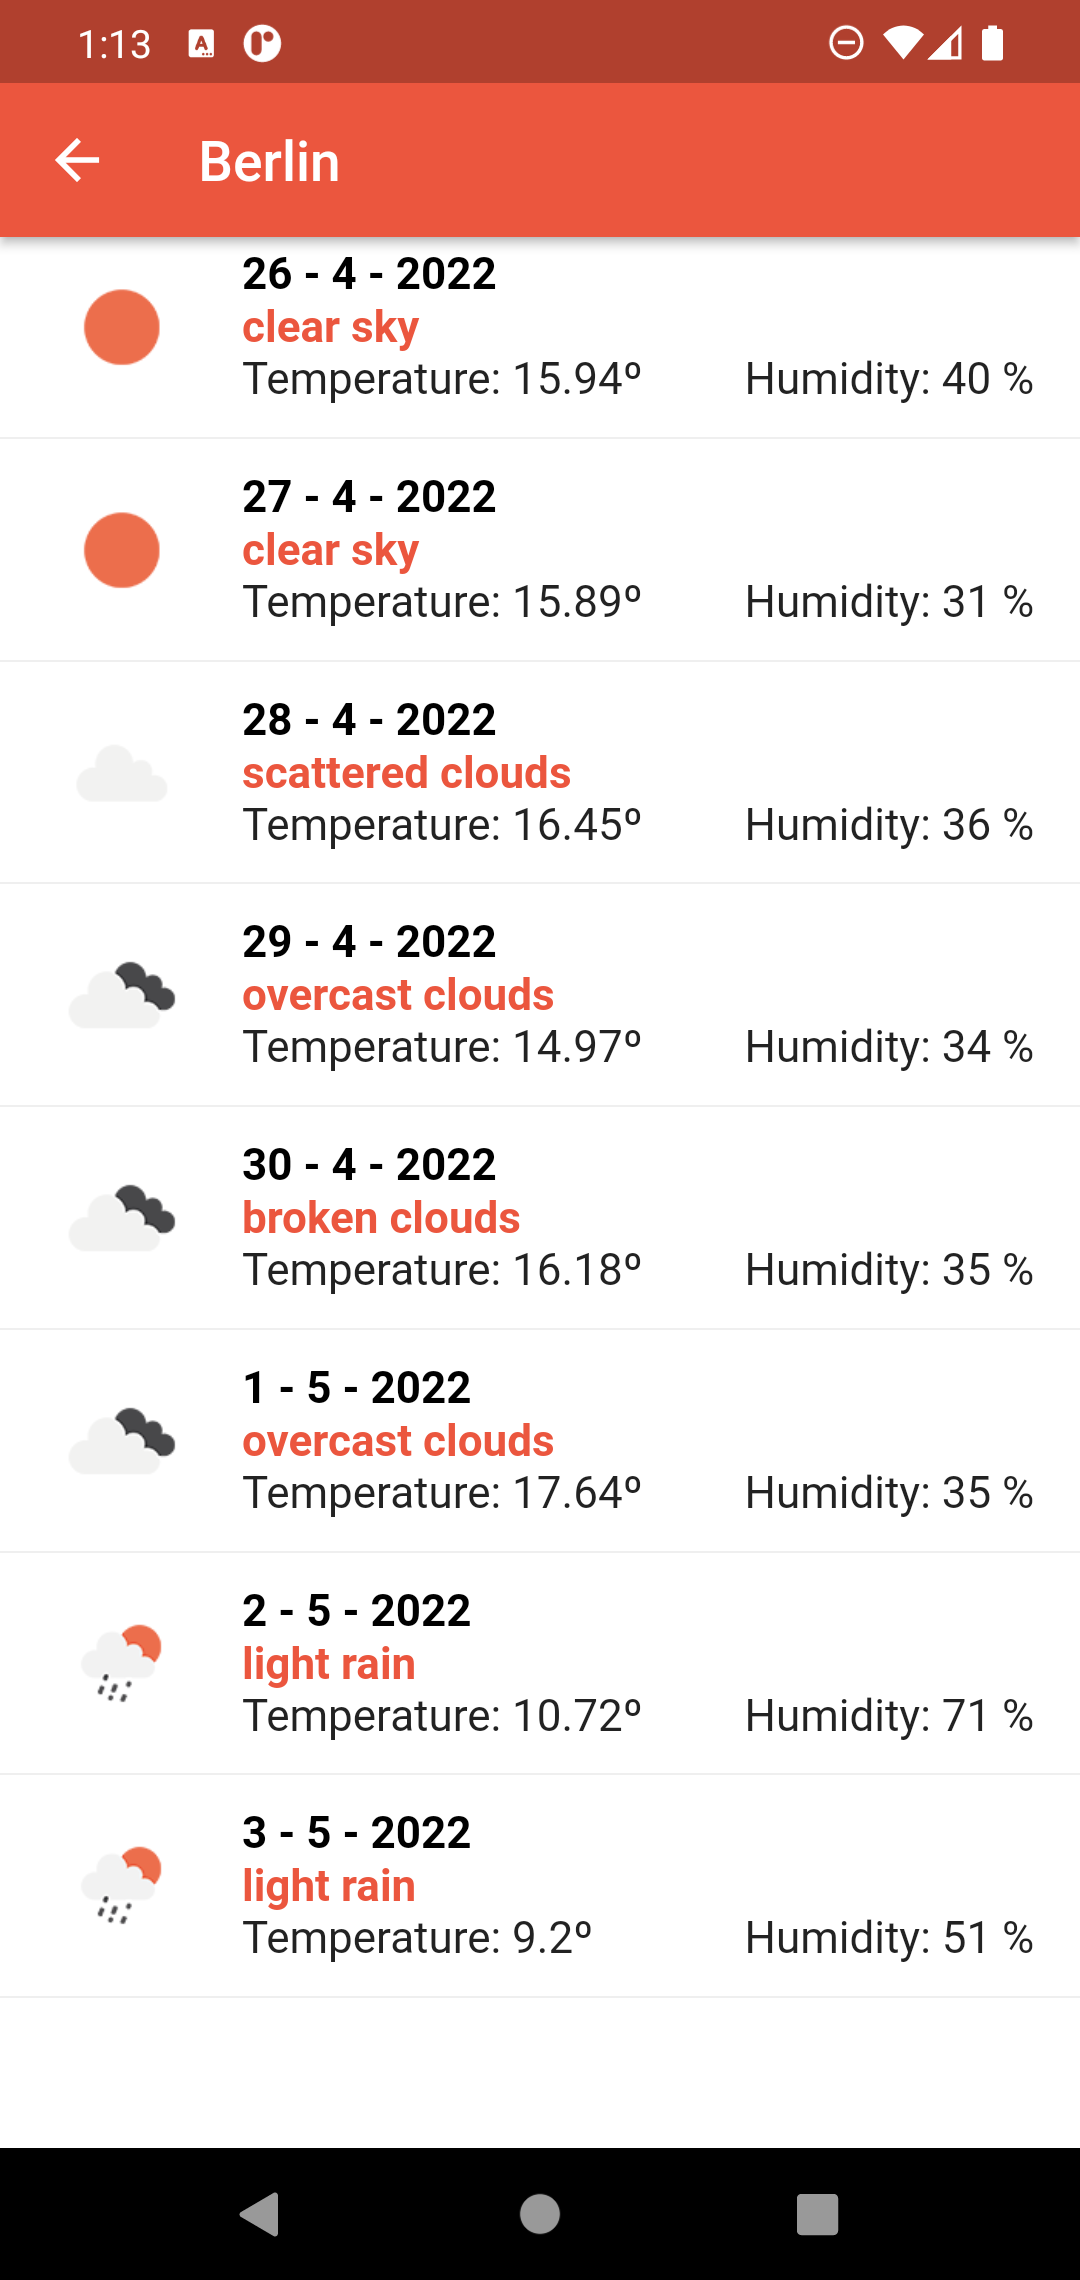 1:13
Berlin
26 - 4 - 2022
clear sky
Temperature: 15.94º Humidity: 40 %
27 - 4 - 2022
clear sky
Temperature: 15.89º Humidity: 31 %
28 - 4 - 2022
scattered clouds
Temperature: 16.45º Humidity: 36 %
29 - 4 - 2022
overcast clouds
Temperature: 14.97º Humidity: 34 %
30 - 4 - 2022
broken clouds
Temperature: 16.18º Humidity: 35 %
1 - 5 - 2022
overcast clouds
Temperature: 17.64º Humidity: 35 %
2 - 5 - 2022
light rain
Temperature: 10.72º Humidity: 71 %
3 - 5 - 2022
light rain
Temperature: 9.2º Humidity: 51 %